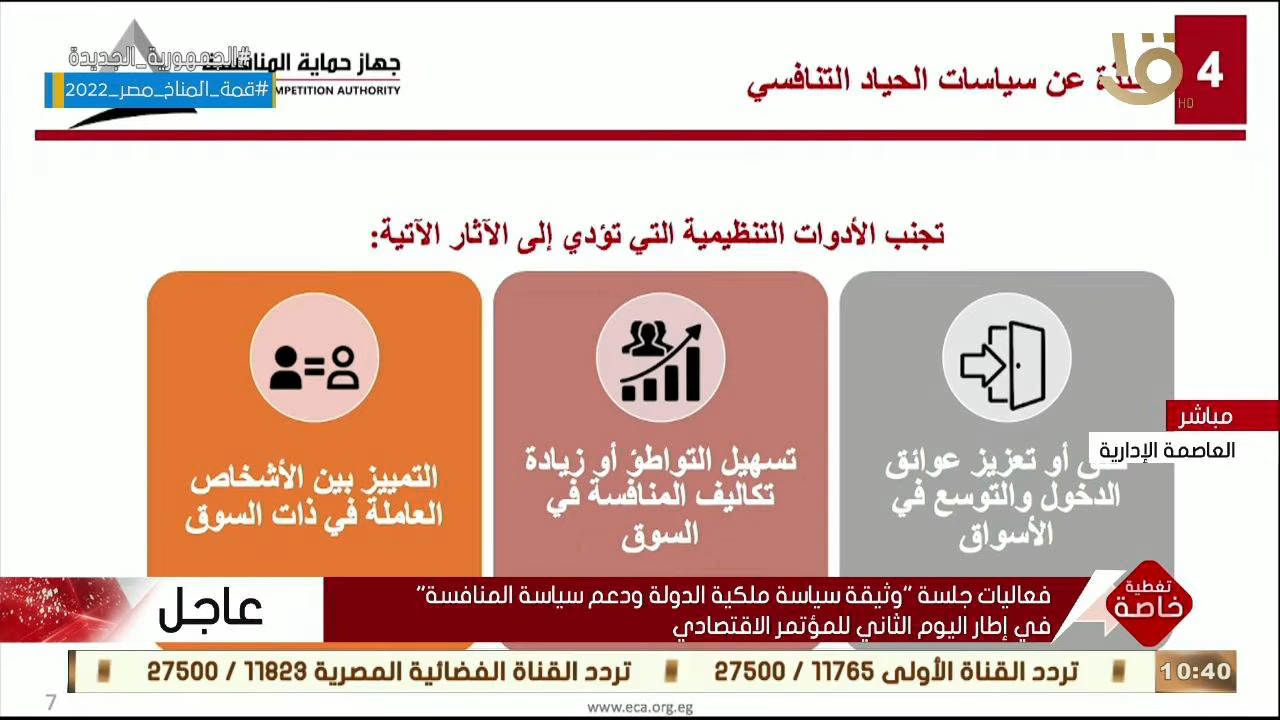 #الجمهورية_الجديدة
#قمة_المناخ_مصر_2022
جهاز حماية
COMPETITION AUTHORITY
4
عن سياسات الحياد التنافسي
HD
تجنب الأدوات التنظيمية التي تؤدي إلى الآثار الآتية:
أو تعزيز عوائق
الدخول والتوسع في
الأسواق
تسهيل التواطؤ أو زيادة
تكاليف المنافسة في
السوق
التمييز بين الأشخاص
العاملة في ذات السوق
مباشر
العاصمة الإدارية
تغطية
خاصة
فعاليات جلسة "وثيقة سياسة ملكية الدولة ودعم سياسة المنافسة"
في إطار اليوم الثاني للمؤتمر الاقتصادي
عاجل
10:40
تردد القناة الأولى 11765 / 27500
تردد القناة الفضائية المصرية 11823 / 27500
7
www.eca.org.eg